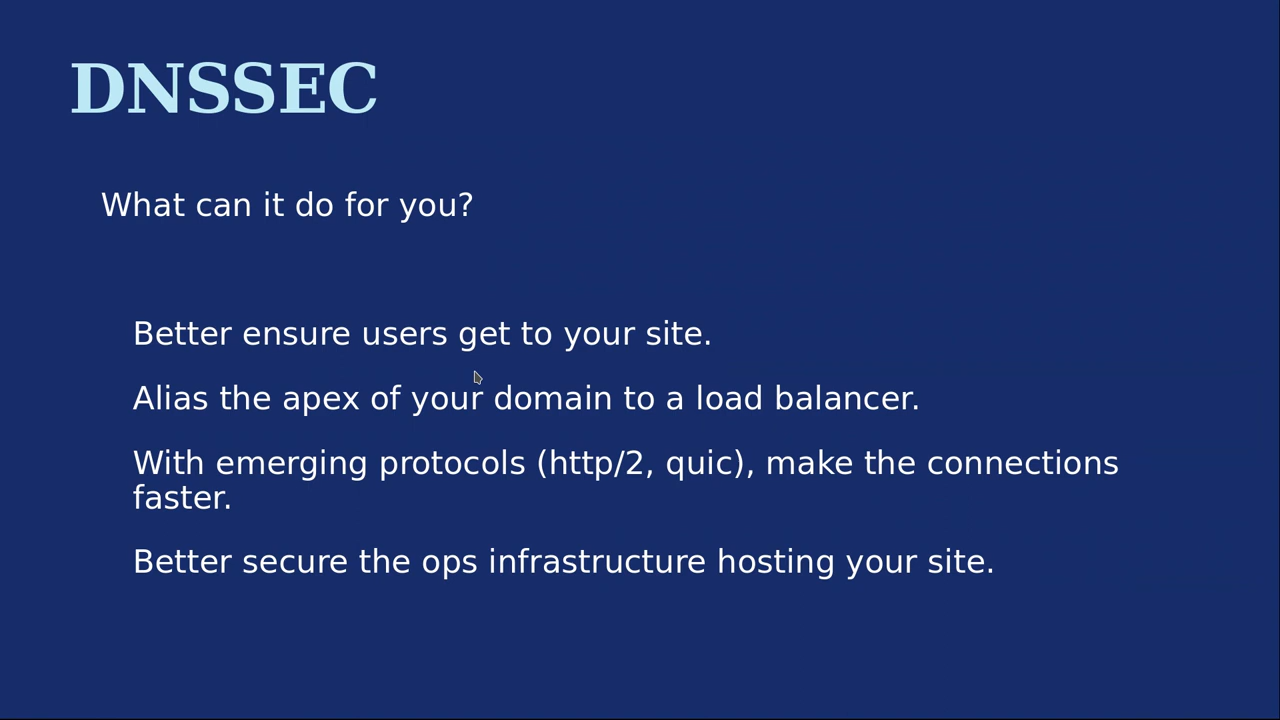 DNSSEC
What can it do for you?
Better ensure users get to your site.
Alias the apex of your domain to a load balancer.
With emerging protocols (http/2, quic), make the connections
faster.
Better secure the ops infrastructure hosting your site.